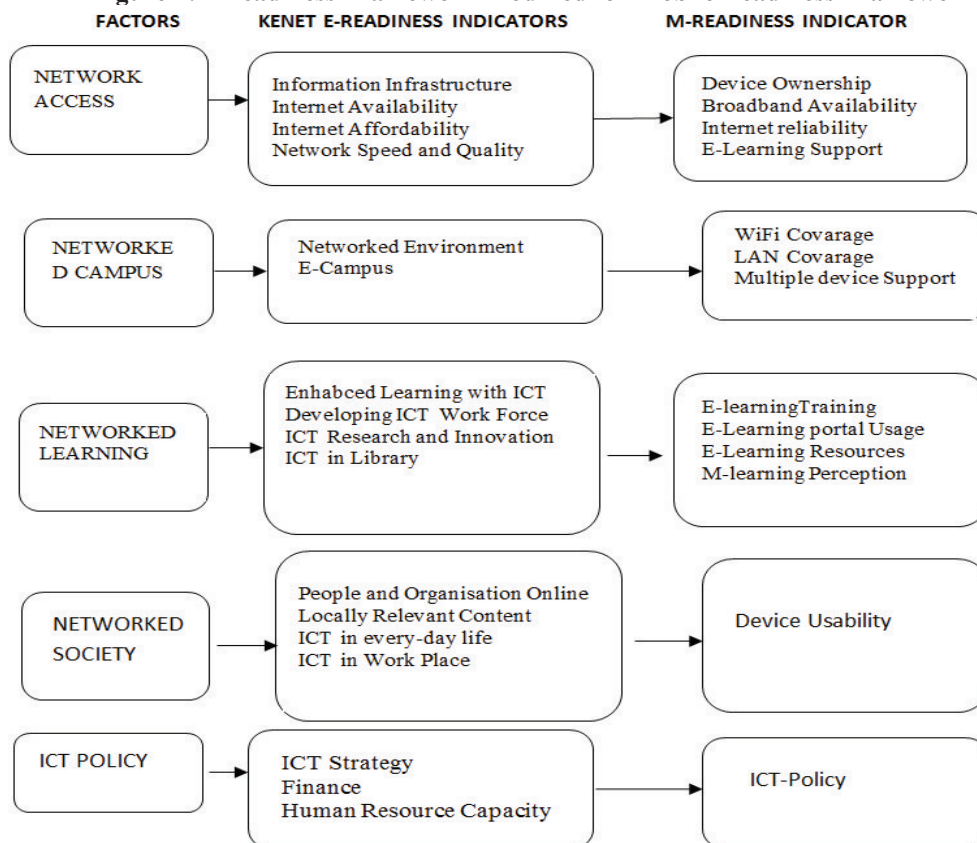 FACTORS KENET E-READINESS INDICATORS M-READINESS INDICATOR
NETWORK
ACCESS
Information Infrastructure
Internet Availability
Internet Affordability
Network Speed and Quality
Device Ownership
Broadband Availability
Internet reliability
E-Learning Support
NETWORKE
D CAMPUS
Networked Environment
E-Campus
WiFi Covarage
LAN Covarage
Multiple device Support
NETWORKED
LEARNING
Enhabced Learning with ICT
Developing ICT Work Force
ICT Research and Innovation
ICT in Library
E-learningTraining
E-Learning portal Usage
E-Learning Resources
M-learning Perception
NETWORKED
SOCIETY
People and Organisation Online
Locally Relevant Content
ICT in every-day life
ICT in Work Place
Device Usability
ICT POLICY
ICT Strategy
Finance
Human Resource Capacity
ICT-Policy